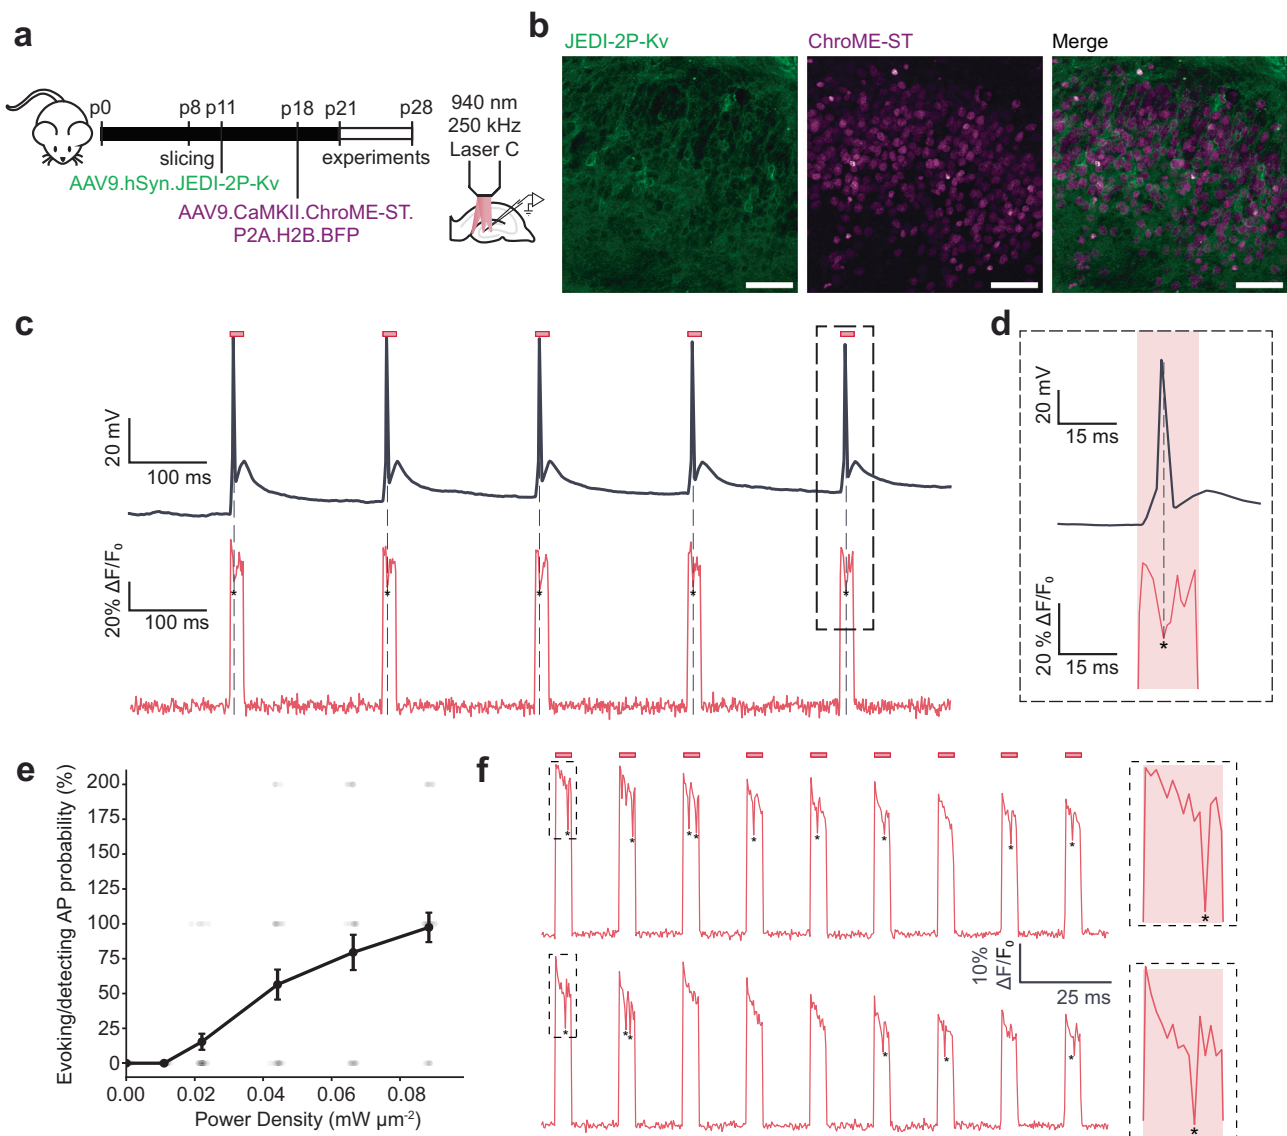 a
p0
p8
p11
p18
p21
p28
slicing
experiments
AAV9.hSyn.JEDI-2P-Kv
AAV9.CaMKII.ChroME-ST.
P2A.H2B.BFP
940 nm
250 kHz
Laser C
b
JEDI-2P-Kv
ChroME-ST
Merge
c
20 mV
100 ms
20% ΔF/F₀
100 ms
*
*
*
*
*
d
20 mV
15 ms
20 % ΔF/F₀
15 ms
*
e
Evoking/detecting AP probability (%)
200
175
150
125
100
75
50
25
0
0.00
0.02
0.04
0.06
0.08
Power Density (mW µm⁻²)
f
*
*
* *
*
*
*
*
*
*
10%
ΔF/F₀
25 ms
*
* *
*
*
*
*